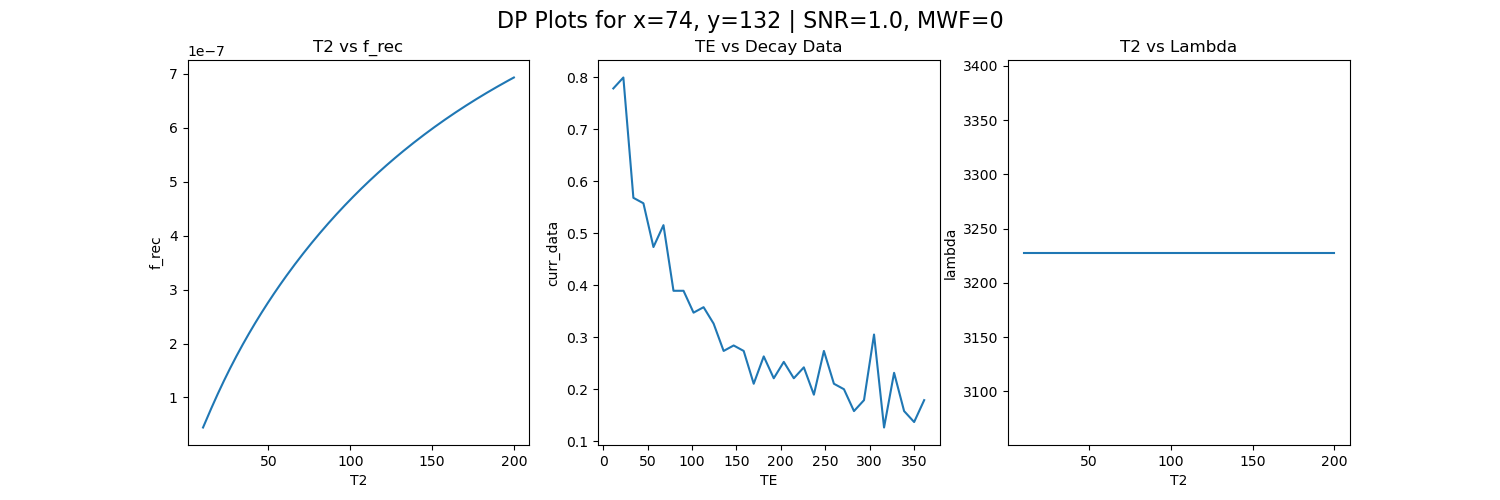 DP Plots for x=74, y=132 | SNR=1.0, MWF=0
T2 vs f_rec
1e−7
7
6
5
4
3
2
1
f_rec
50 100 150 200
T2
TE vs Decay Data
0.8
0.7
0.6
0.5
0.4
0.3
0.2
0.1
curr_data
0 50 100 150 200 250 300 350
TE
T2 vs Lambda
3400
3350
3300
3250
3200
3150
3100
lambda
50 100 150 200
T2